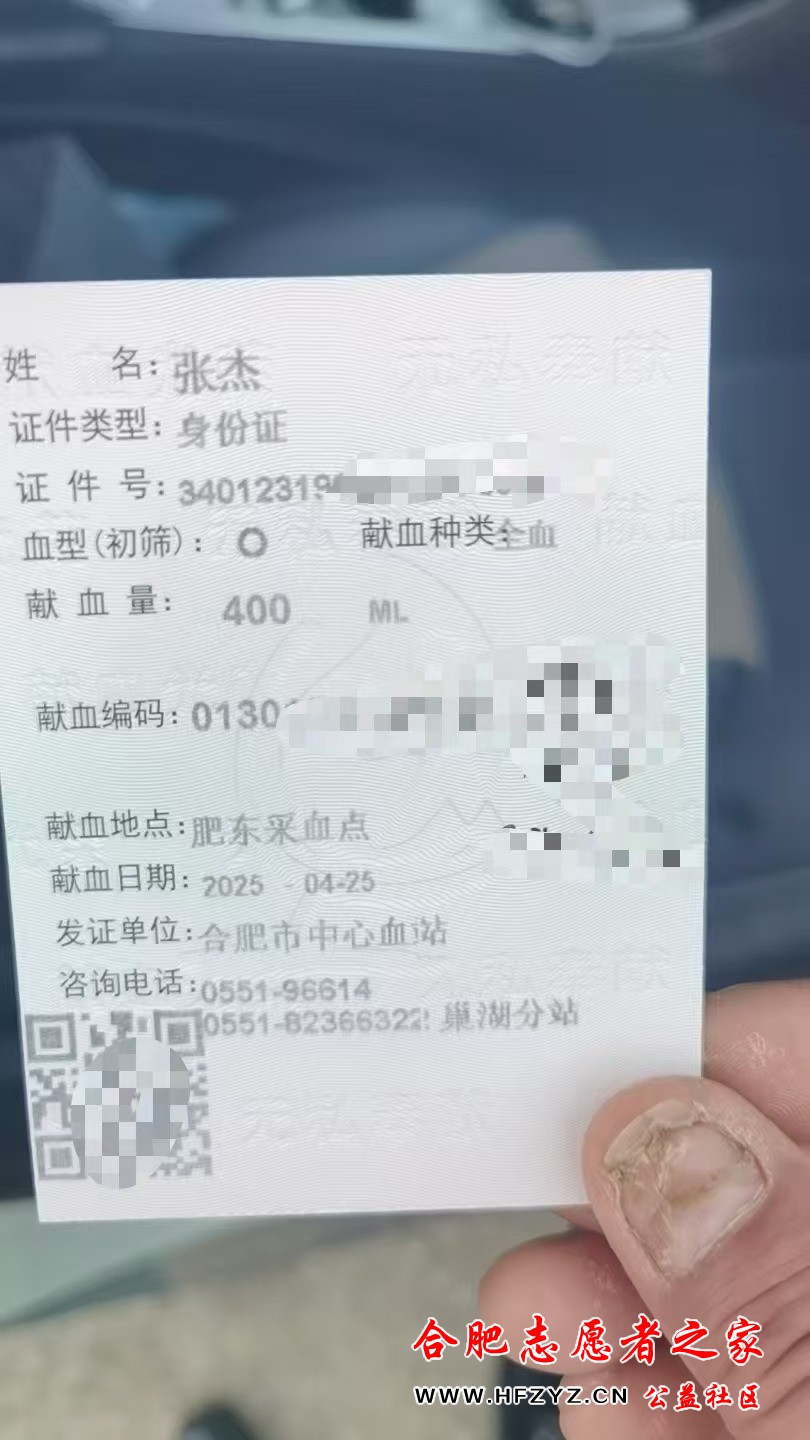 姓 名：张杰
证件类型：身份证
证 件 号：34012319
血型(初筛)：O 献血种类：全血
献 血 量：400 ML
献血编码：0130
献血地点：肥东采血点
献血日期：2025 - 04-25
发证单位：合肥市中心血站
咨询电话：0551-96614
0551-82366322 巢湖分站
无私奉献
合肥志愿者之家
WWW.HFZYZ.CN 公益社区